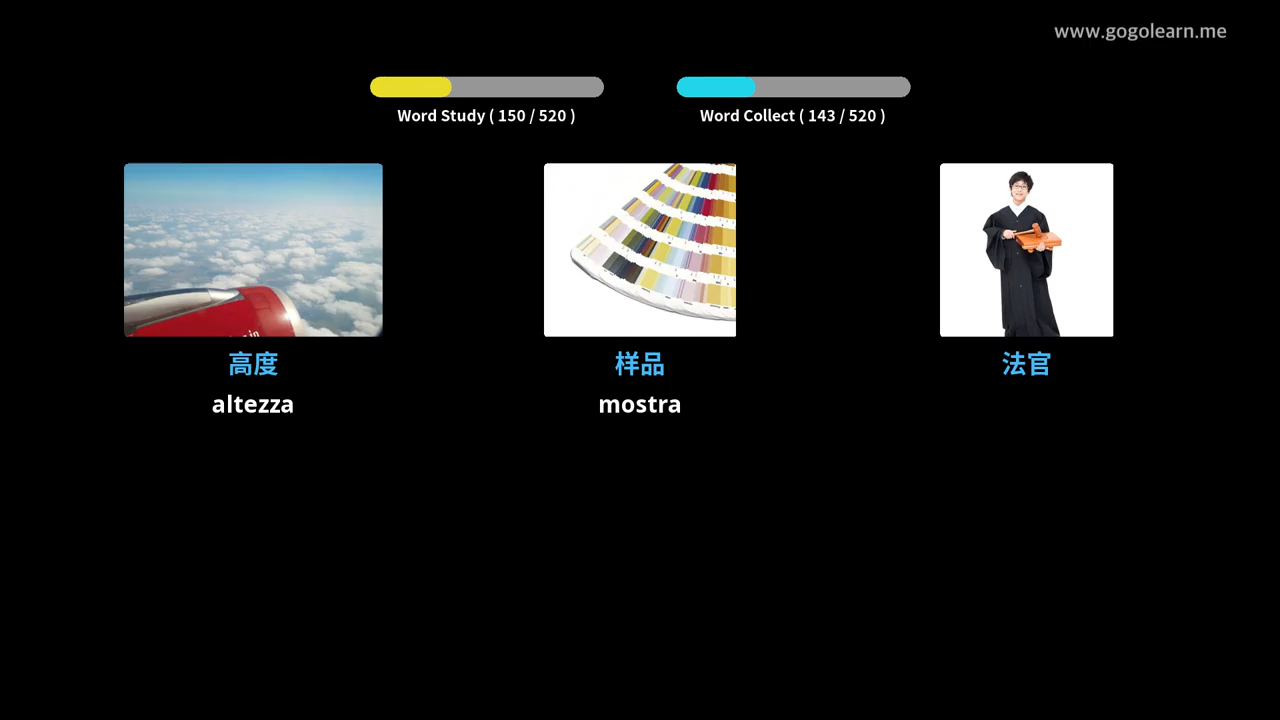 www.gogolearn.me
Word Study ( 150 / 520 )
Word Collect ( 143 / 520 )
高度
样品
法官
altezza
mostra